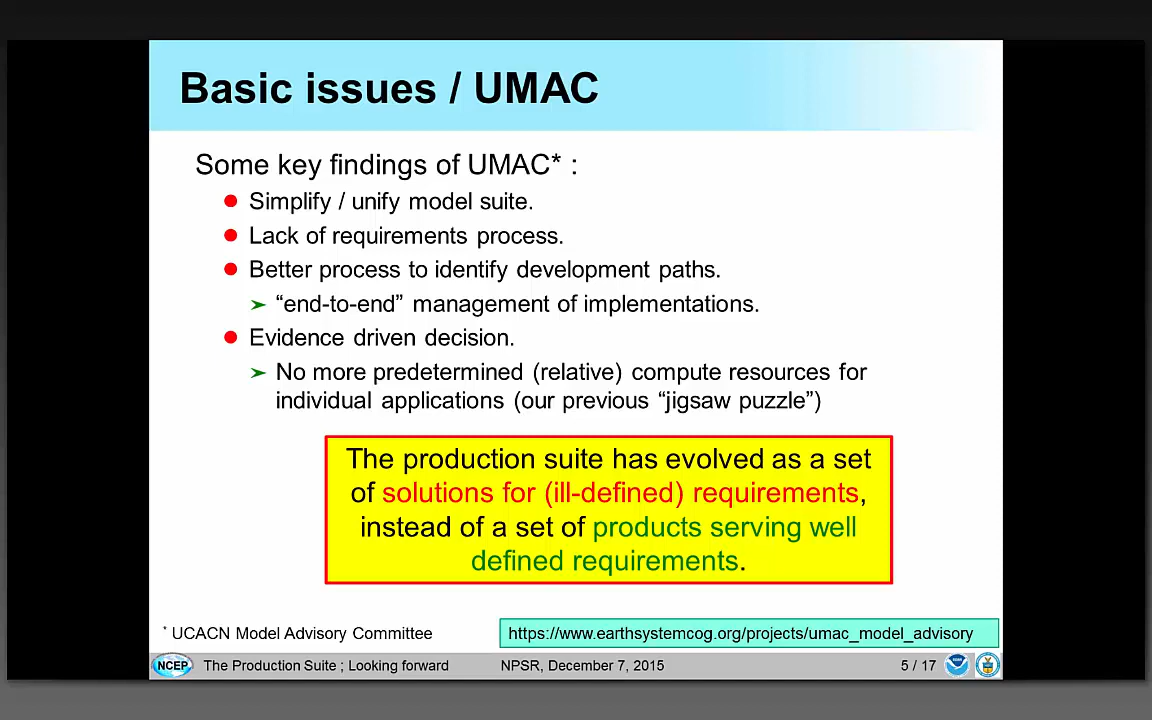 Basic issues / UMAC
Some key findings of UMAC* :
Simplify / unify model suite.
Lack of requirements process.
Better process to identify development paths.
“end-to-end” management of implementations.
Evidence driven decision.
No more predetermined (relative) compute resources for
individual applications (our previous “jigsaw puzzle”)
The production suite has evolved as a set
of solutions for (ill-defined) requirements,
instead of a set of products serving well
defined requirements.
* UCACN Model Advisory Committee
https://www.earthsystemcog.org/projects/umac_model_advisory
NCEP The Production Suite ; Looking forward NPSR, December 7, 2015 5 / 17